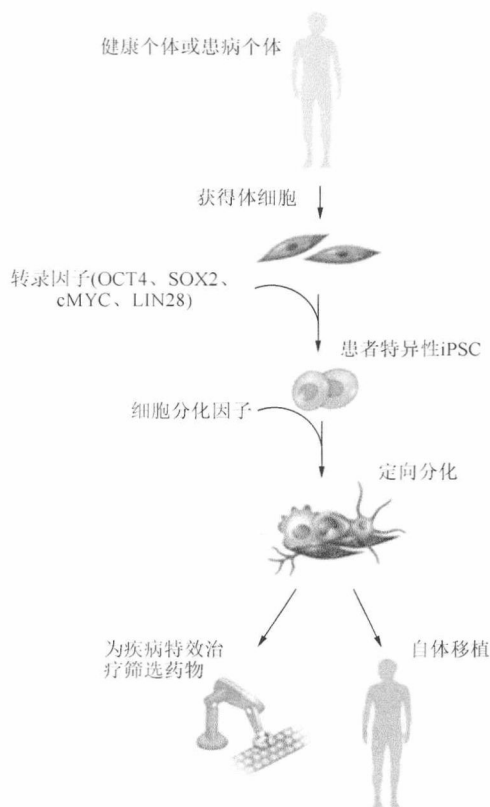 健康个体或患病个体
获得体细胞
转录因子(OCT4、SOX2、
cMYC、LIN28)
患者特异性iPSC
细胞分化因子
定向分化
为疾病特效治
疗筛选药物
自体移植